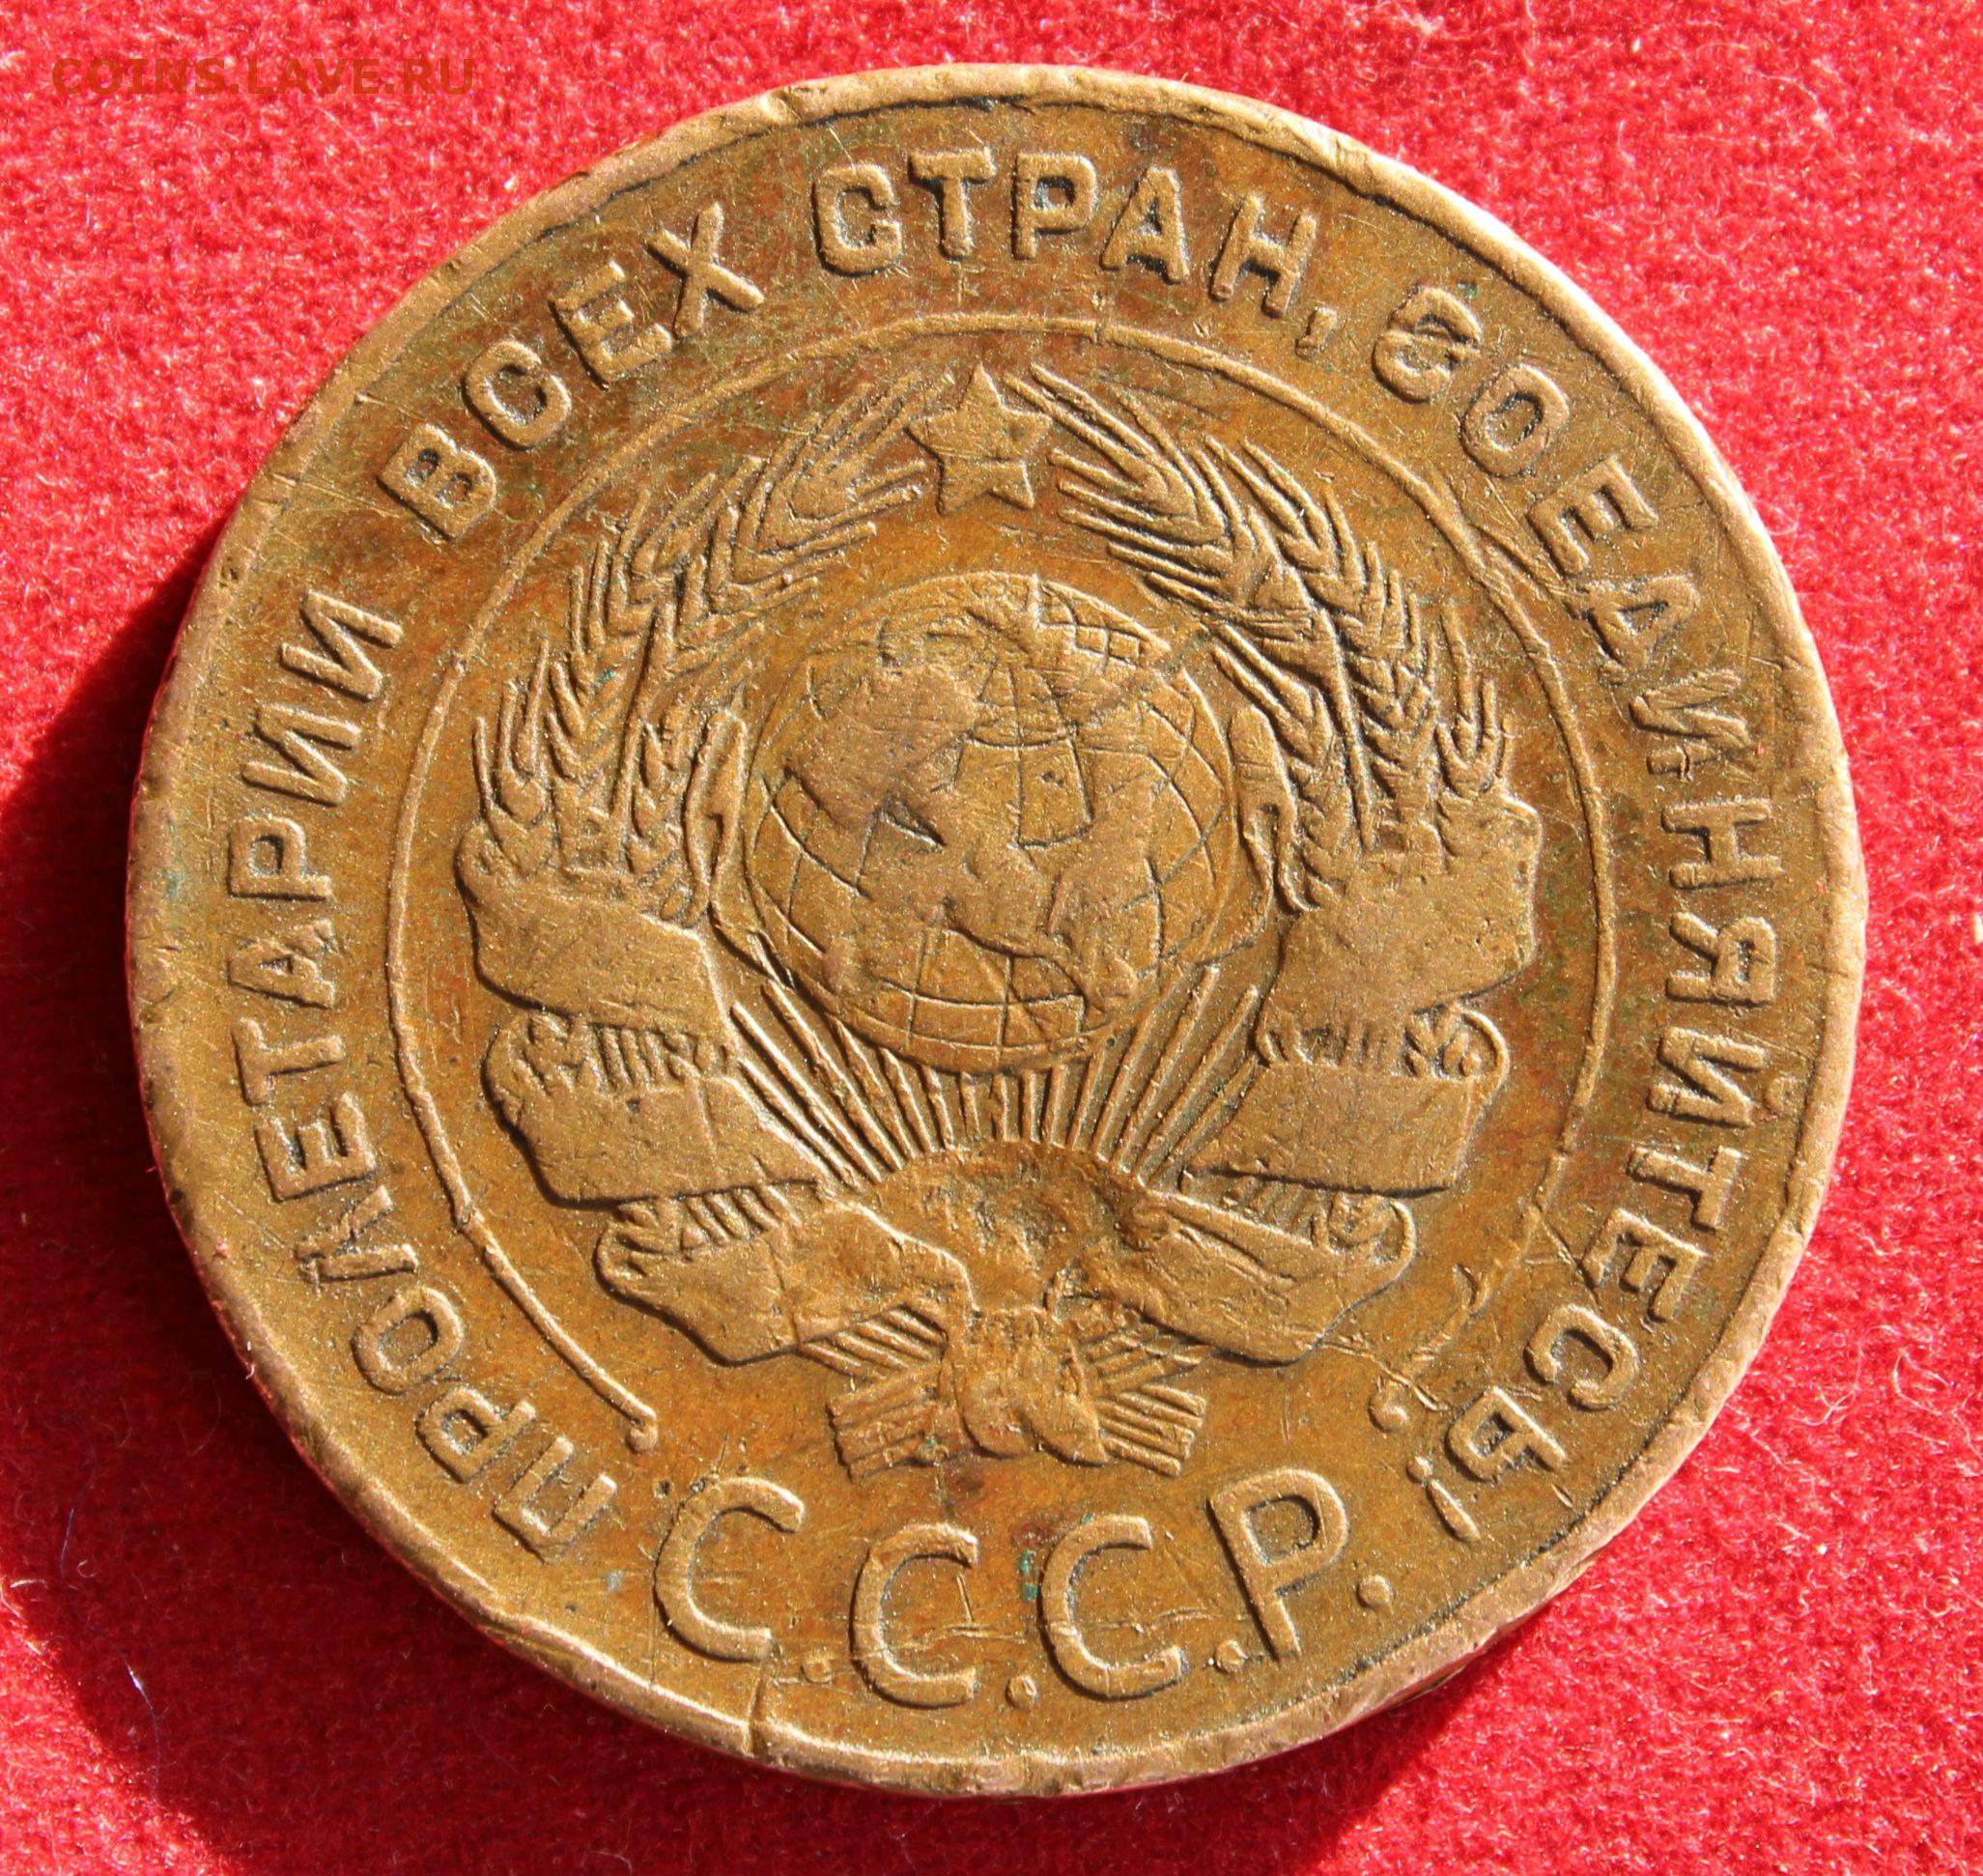 COINS.LAVE.RU
ПРОЛЕТАРИИ ВСЕХ СТРАН, СОЕДИНЯЙТЕСЬ!
С.С.С.Р.